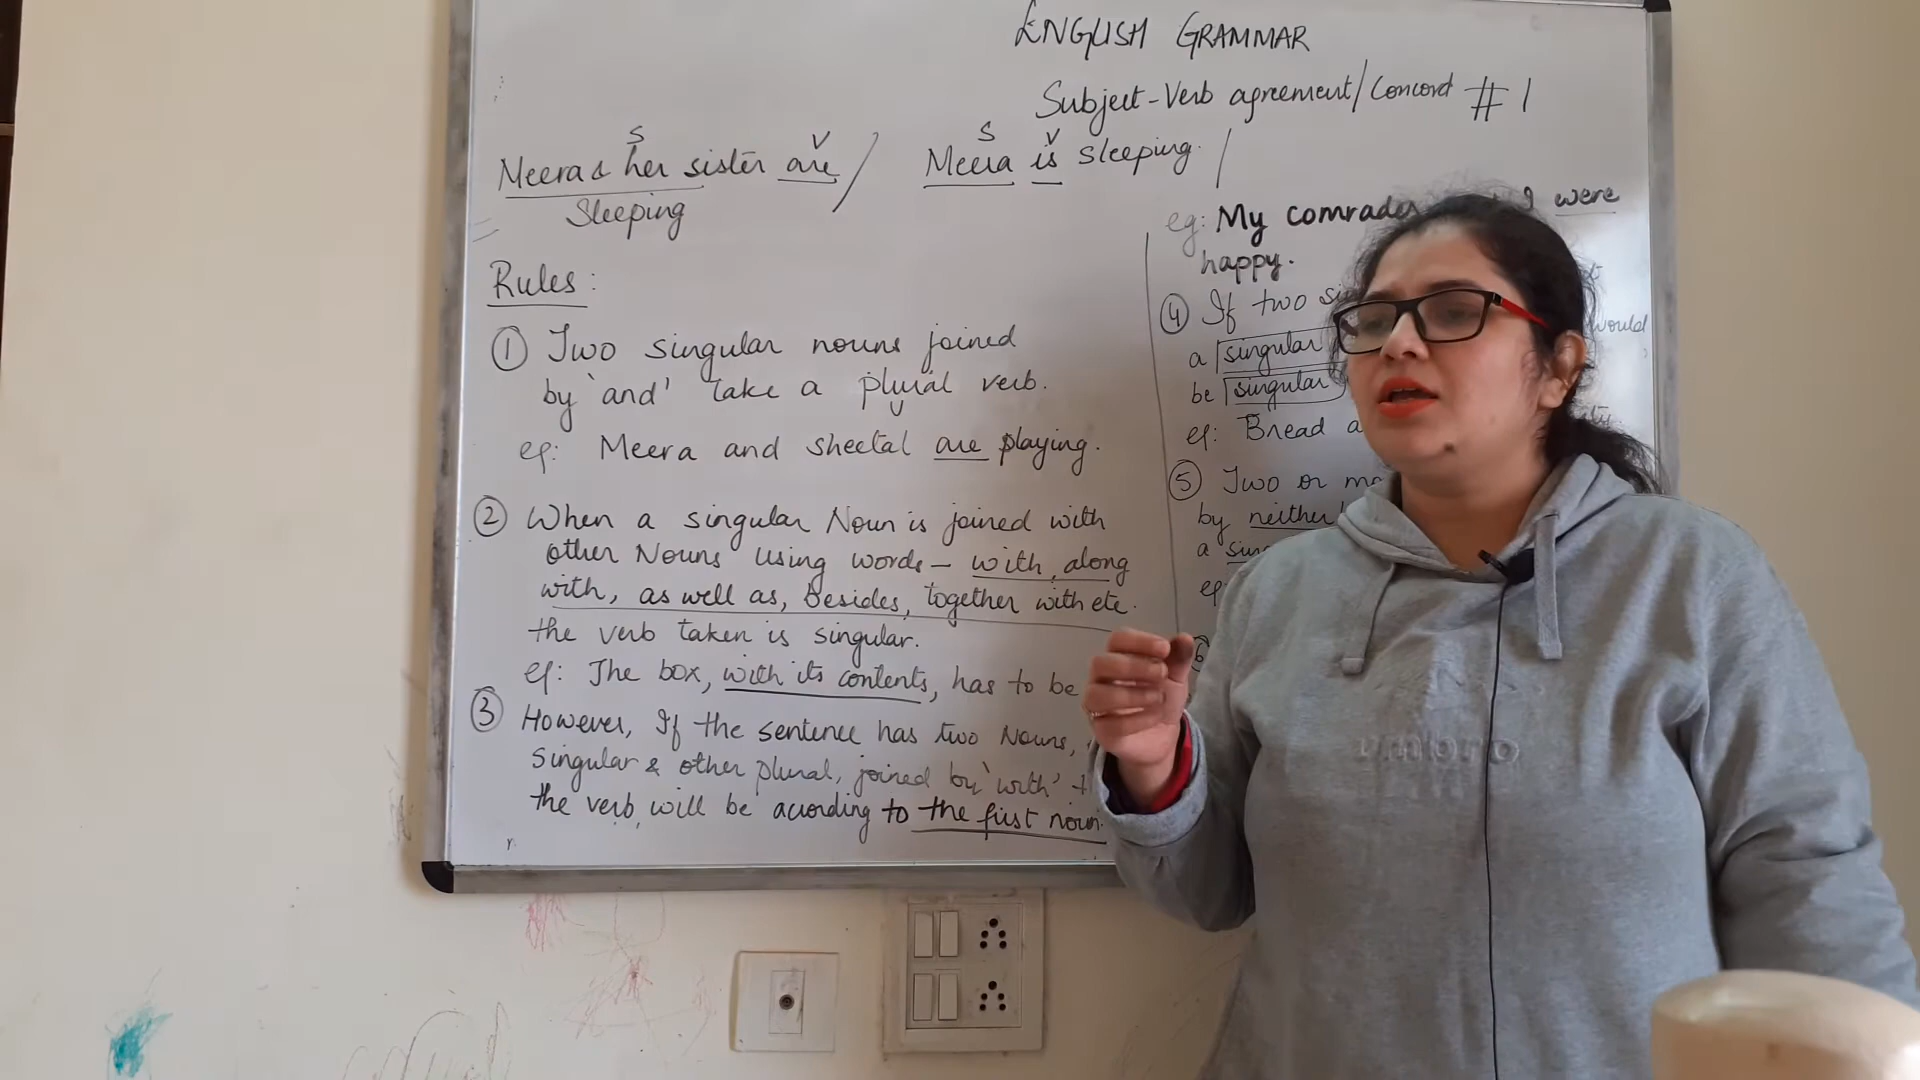 ENGLISH GRAMMAR
Subject-Verb agreement/Concord #1
S V
Meera & her sister are /
Sleeping
S V
Meera is sleeping. /
Rules:
① Two singular nouns joined
by 'and' take a plural verb.
eg: Meera and sheetal are playing.
② When a singular Noun is joined with
other Nouns using words – with, along
with, as well as, Besides, together with etc.
the verb taken is singular.
eg: The box, with its contents, has to be
③ However, If the sentence has two Nouns,
Singular & other plural, joined by 'with'
the verb will be acording to the first noun.
eg: My comrades I were
happy.
④ If two
a singular would
be singular
eg: Bread
⑤ Two or
by neither
a
eg
6
umbro